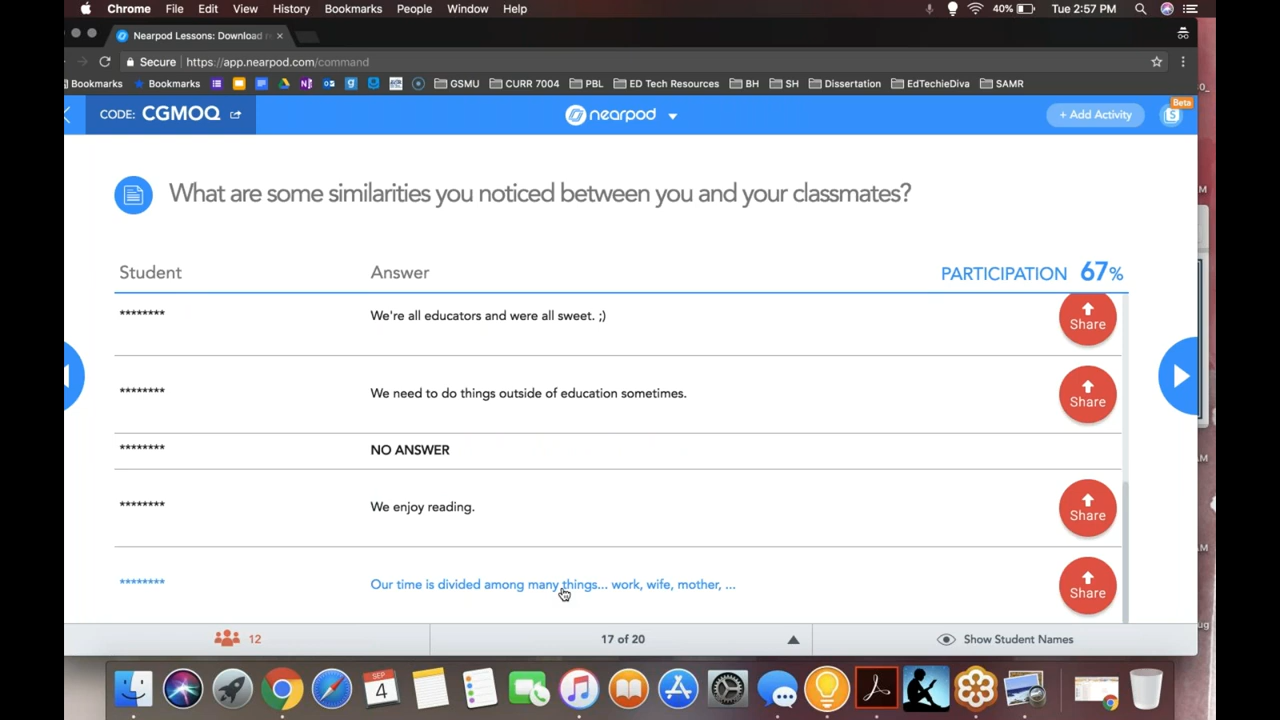 Chrome File Edit View History Bookmarks People Window Help 40% Tue 2:57 PM
Nearpod Lessons: Download r
Secure https://app.nearpod.com/command
Bookmarks Bookmarks GSMU CURR 7004 PBL ED Tech Resources BH SH Dissertation EdTechieDiva SAMR
CODE: CGMOQ nearpod + Add Activity S Beta
What are some similarities you noticed between you and your classmates?
Student Answer PARTICIPATION 67%
******** We're all educators and were all sweet. ;) Share
******** We need to do things outside of education sometimes. Share
******** NO ANSWER
******** We enjoy reading. Share
******** Our time is divided among many things... work, wife, mother, ... Share
12 17 of 20 Show Student Names
SEP
4